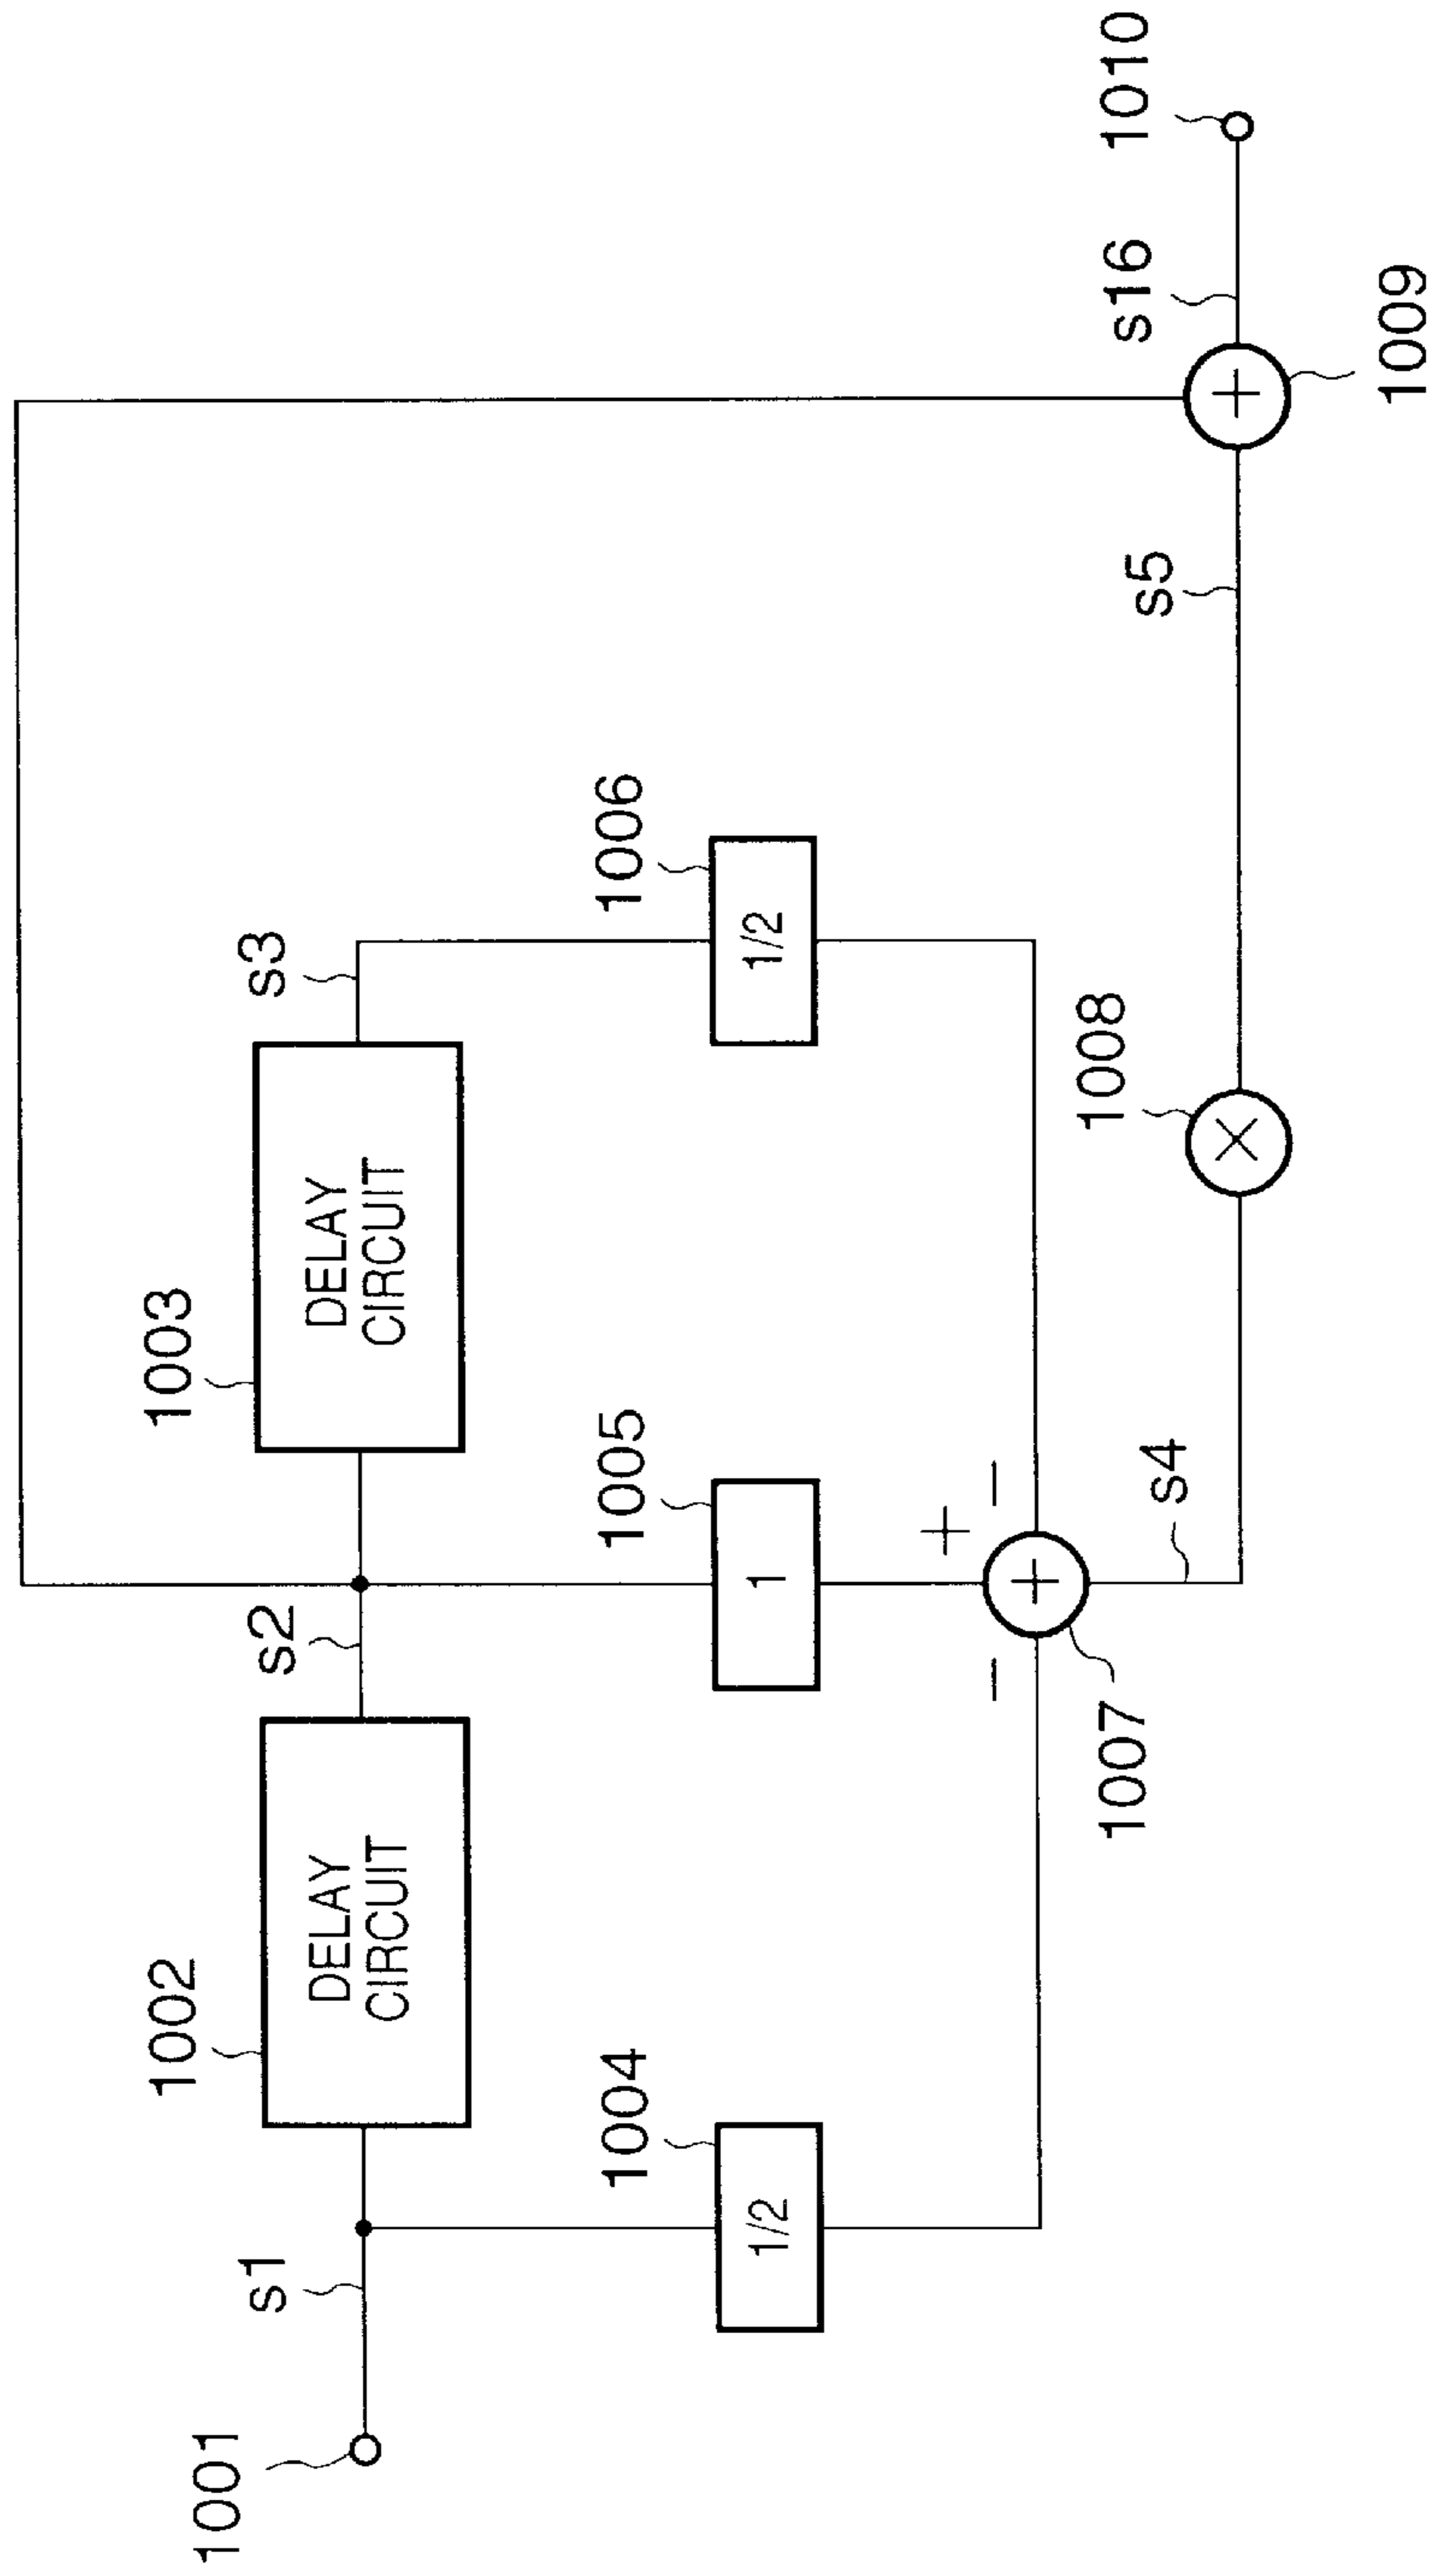 1001
s1
1002
DELAY
CIRCUIT
s2
1003
DELAY
CIRCUIT
s3
1004
1/2
1005
1
1006
1/2
−
+
−
+
1007
s4
1008
×
s5
+
1009
s16
1010